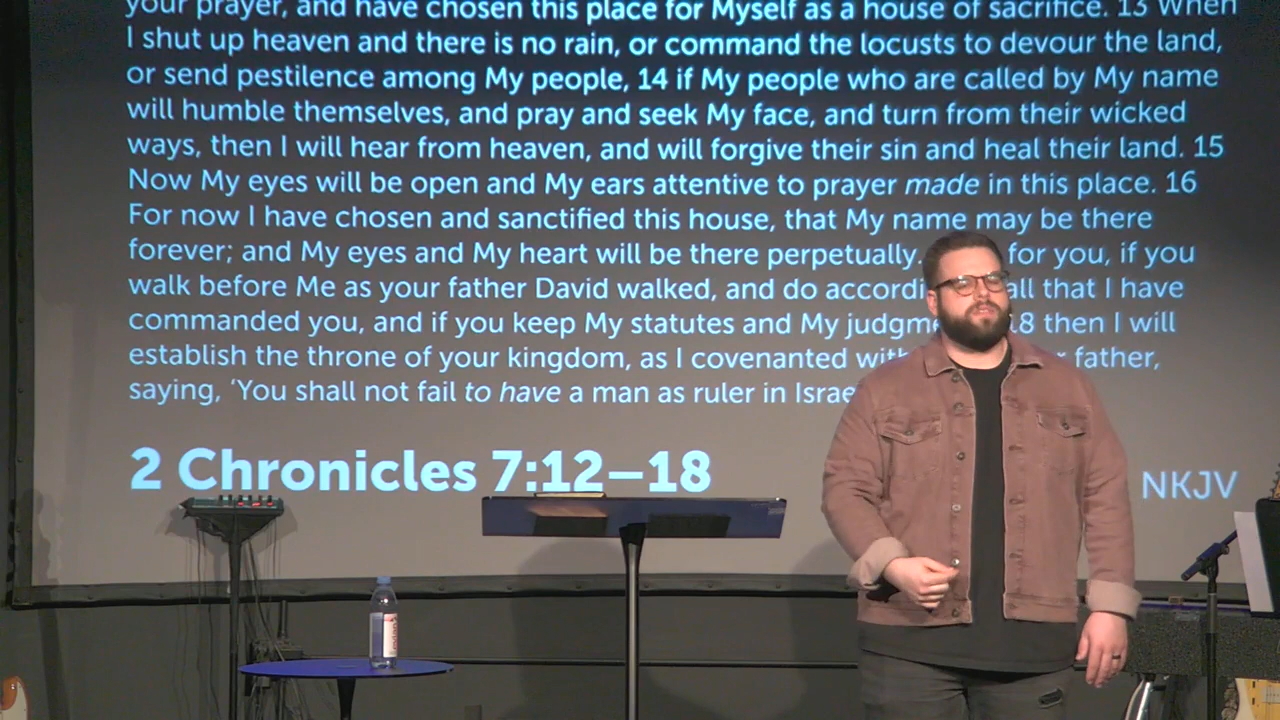 your prayer, and have chosen this place for Myself as a house of sacrifice. 13 When
I shut up heaven and there is no rain, or command the locusts to devour the land,
or send pestilence among My people, 14 if My people who are called by My name
will humble themselves, and pray and seek My face, and turn from their wicked
ways, then I will hear from heaven, and will forgive their sin and heal their land. 15
Now My eyes will be open and My ears attentive to prayer made in this place. 16
For now I have chosen and sanctified this house, that My name may be there
forever; and My eyes and My heart will be there perpetually. for you, if you
walk before Me as your father David walked, and do accordi all that I have
commanded you, and if you keep My statutes and My judgm 18 then I will
establish the throne of your kingdom, as I covenanted with father,
saying, ‘You shall not fail to have a man as ruler in Israe
2 Chronicles 7:12–18
NKJV